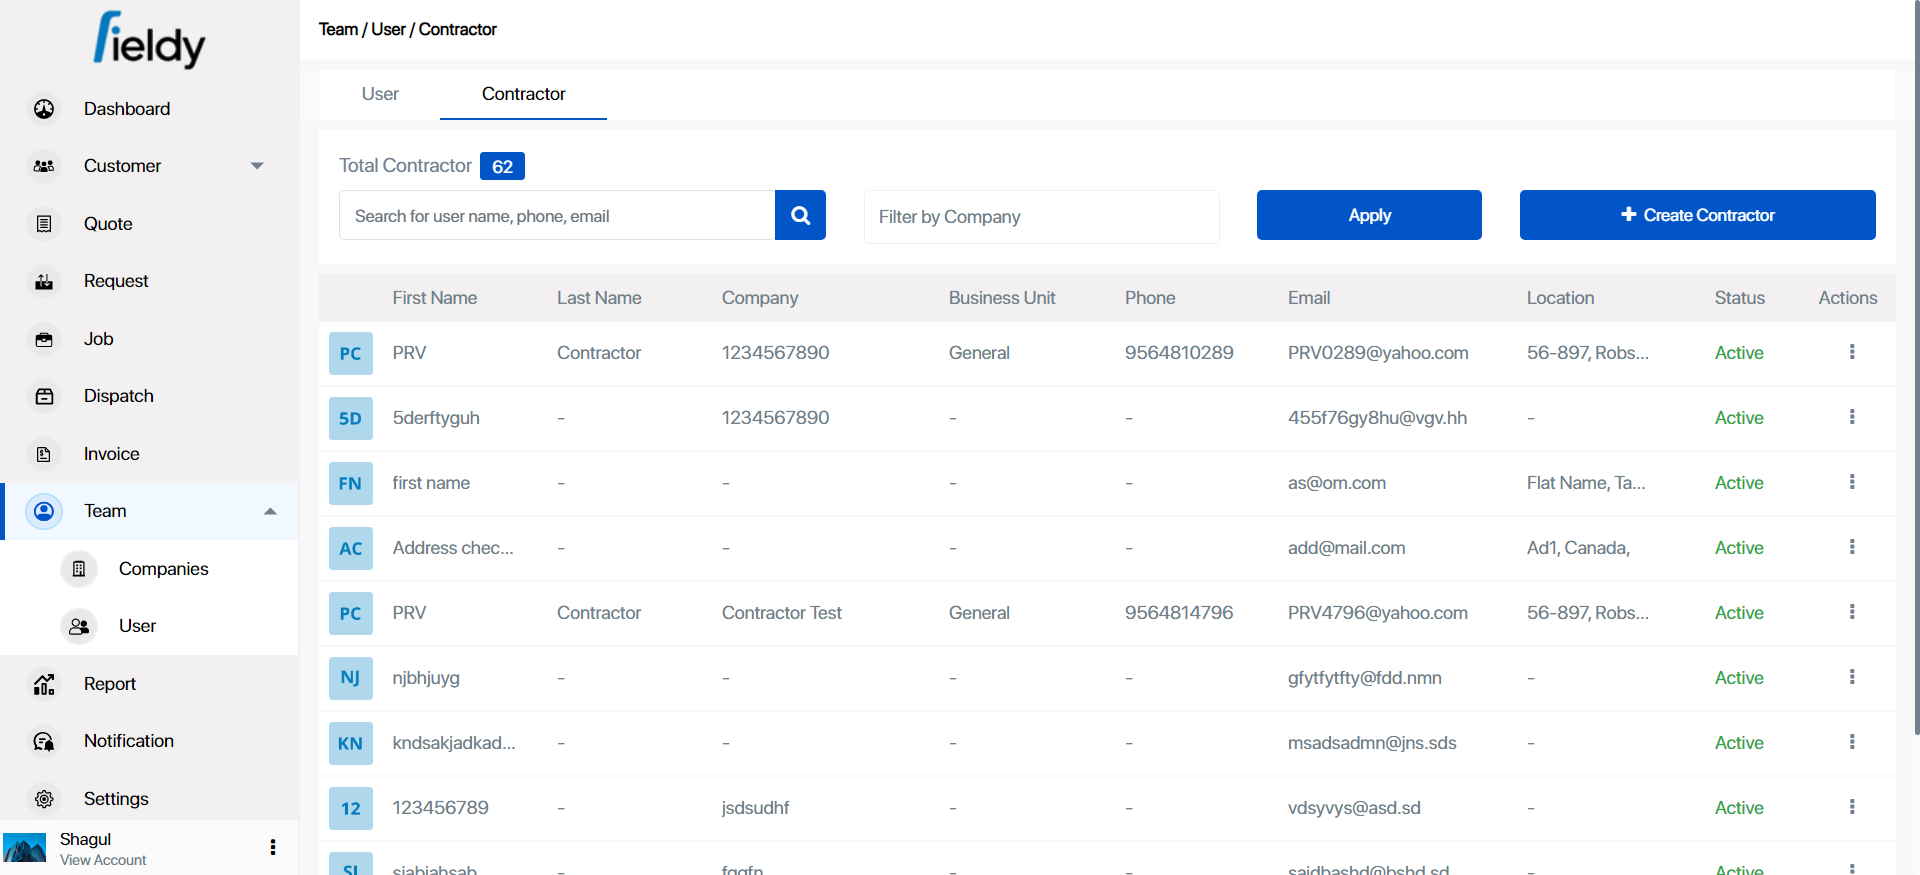 fieldy
Dashboard
Customer
Quote
Request
Job
Dispatch
Invoice
Team
Companies
User
Report
Notification
Settings
Shagul
View Account
Team / User / Contractor
User Contractor
Total Contractor 62
Search for user name, phone, email Filter by Company Apply + Create Contractor
First Name Last Name Company Business Unit Phone Email Location Status Actions
PC PRV Contractor 1234567890 General 9564810289 PRV0289@yahoo.com 56-897, Robs... Active
5D 5derftyguh - 1234567890 - - 455f76gy8hu@vgv.hh - Active
FN first name - - - - as@om.com Flat Name, Ta... Active
AC Address chec... - - - - add@mail.com Ad1, Canada, Active
PC PRV Contractor Contractor Test General 9564814796 PRV4796@yahoo.com 56-897, Robs... Active
NJ njbhjuyg - - - - gfytfytfty@fdd.nmn - Active
KN kndsakjadkad... - - - - msadsadmn@jns.sds - Active
12 123456789 - jsdsudhf - - vdsyvys@asd.sd - Active
- - - - Active